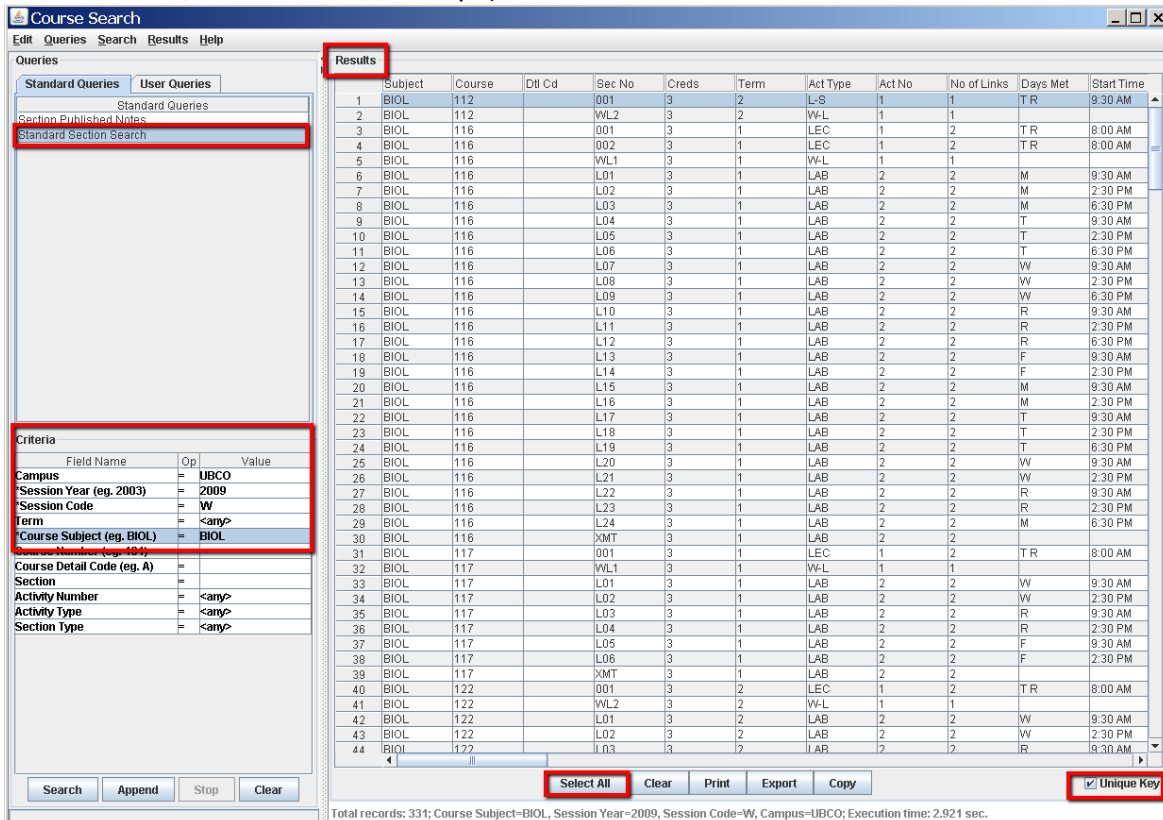 Course Search
Edit Queries Search Results Help
Queries
Standard Queries User Queries
Standard Queries
Section Published Notes
Standard Section Search
Criteria
Field Name Op Value
Campus = UBCO
*Session Year (eg. 2003) = 2009
*Session Code = W
Term = <any>
*Course Subject (eg. BIOL) = BIOL
Course Number (eg. 101)
Course Detail Code (eg. A) =
Section =
Activity Number = <any>
Activity Type = <any>
Section Type = <any>
Search Append Stop Clear
Results
Subject Course Dtl Cd Sec No Creds Term Act Type Act No No of Links Days Met Start Time
1 BIOL 112 001 3 2 L-S 1 1 T R 9:30 AM
2 BIOL 112 WL2 3 2 W-L 1 1
3 BIOL 116 001 3 1 LEC 1 2 T R 8:00 AM
4 BIOL 116 002 3 1 LEC 1 2 T R 8:00 AM
5 BIOL 116 WL1 3 1 W-L 1 1
6 BIOL 116 L01 3 1 LAB 2 2 M 9:30 AM
7 BIOL 116 L02 3 1 LAB 2 2 M 2:30 PM
8 BIOL 116 L03 3 1 LAB 2 2 M 6:30 PM
9 BIOL 116 L04 3 1 LAB 2 2 T 9:30 AM
10 BIOL 116 L05 3 1 LAB 2 2 T 2:30 PM
11 BIOL 116 L06 3 1 LAB 2 2 T 6:30 PM
12 BIOL 116 L07 3 1 LAB 2 2 W 9:30 AM
13 BIOL 116 L08 3 1 LAB 2 2 W 2:30 PM
14 BIOL 116 L09 3 1 LAB 2 2 W 6:30 PM
15 BIOL 116 L10 3 1 LAB 2 2 R 9:30 AM
16 BIOL 116 L11 3 1 LAB 2 2 R 2:30 PM
17 BIOL 116 L12 3 1 LAB 2 2 R 6:30 PM
18 BIOL 116 L13 3 1 LAB 2 2 F 9:30 AM
19 BIOL 116 L14 3 1 LAB 2 2 F 2:30 PM
20 BIOL 116 L15 3 1 LAB 2 2 M 9:30 AM
21 BIOL 116 L16 3 1 LAB 2 2 M 2:30 PM
22 BIOL 116 L17 3 1 LAB 2 2 T 9:30 AM
23 BIOL 116 L18 3 1 LAB 2 2 T 2:30 PM
24 BIOL 116 L19 3 1 LAB 2 2 T 6:30 PM
25 BIOL 116 L20 3 1 LAB 2 2 W 9:30 AM
26 BIOL 116 L21 3 1 LAB 2 2 W 2:30 PM
27 BIOL 116 L22 3 1 LAB 2 2 R 9:30 AM
28 BIOL 116 L23 3 1 LAB 2 2 R 2:30 PM
29 BIOL 116 L24 3 1 LAB 2 2 M 6:30 PM
30 BIOL 116 XMT 3 1 LAB 2 2
31 BIOL 117 001 3 1 LEC 1 2 T R 8:00 AM
32 BIOL 117 WL1 3 1 W-L 1 1
33 BIOL 117 L01 3 1 LAB 2 2 W 9:30 AM
34 BIOL 117 L02 3 1 LAB 2 2 W 2:30 PM
35 BIOL 117 L03 3 1 LAB 2 2 R 9:30 AM
36 BIOL 117 L04 3 1 LAB 2 2 R 2:30 PM
37 BIOL 117 L05 3 1 LAB 2 2 F 9:30 AM
38 BIOL 117 L06 3 1 LAB 2 2 F 2:30 PM
39 BIOL 117 XMT 3 1 LAB 2 2
40 BIOL 122 001 3 2 LEC 1 2 T R 8:00 AM
41 BIOL 122 WL2 3 2 W-L 1 1
42 BIOL 122 L01 3 2 LAB 2 2 W 9:30 AM
43 BIOL 122 L02 3 2 LAB 2 2 W 2:30 PM
44 BIOL 122 L03 3 2 LAB 2 2 R 9:30 AM
Select All Clear Print Export Copy Unique Key
Total records: 331; Course Subject=BIOL, Session Year=2009, Session Code=W, Campus=UBCO; Execution time: 2.921 sec.